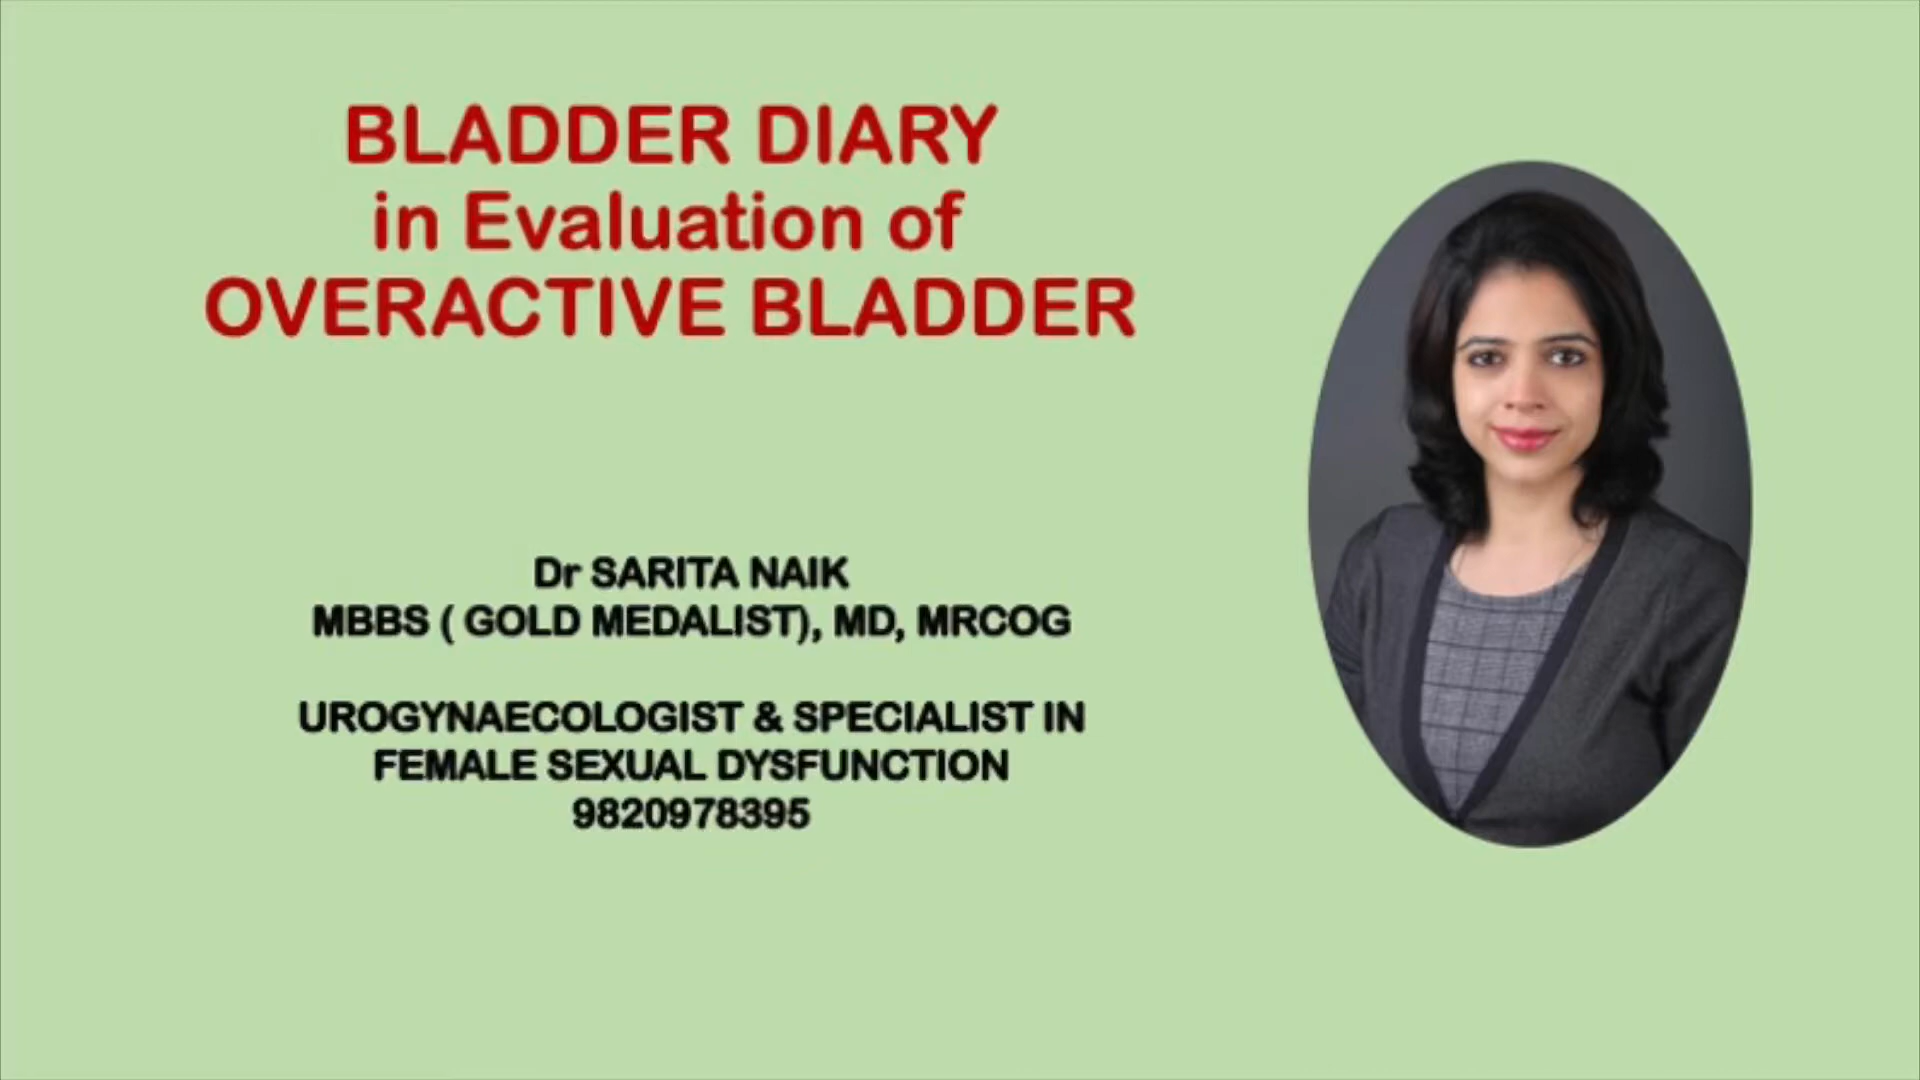 BLADDER DIARY
in Evaluation of
OVERACTIVE BLADDER
Dr SARITA NAIK
MBBS ( GOLD MEDALIST), MD, MRCOG
UROGYNAECOLOGIST & SPECIALIST IN
FEMALE SEXUAL DYSFUNCTION
9820978395